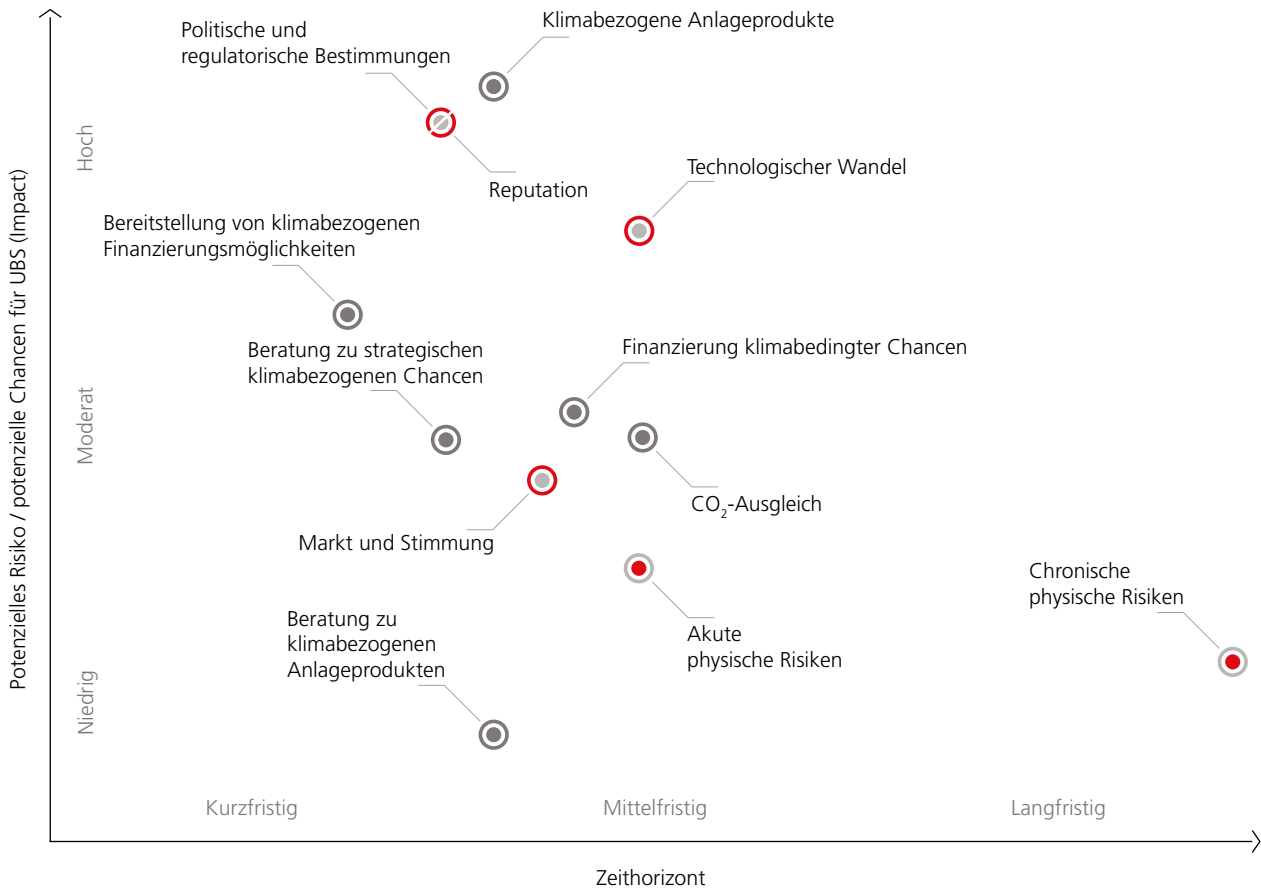 Klimabezogene Anlageprodukte
Politische und
regulatorische Bestimmungen
Reputation
Technologischer Wandel
Bereitstellung von klimabezogenen
Finanzierungsmöglichkeiten
Beratung zu strategischen
klimabezogenen Chancen
Finanzierung klimabedingter Chancen
CO₂-Ausgleich
Markt und Stimmung
Akute
physische Risiken
Chronische
physische Risiken
Beratung zu
klimabezogenen
Anlageprodukten
Potenzielles Risiko / potenzielle Chancen für UBS (Impact)
Hoch
Moderat
Niedrig
Kurzfristig
Mittelfristig
Langfristig
Zeithorizont